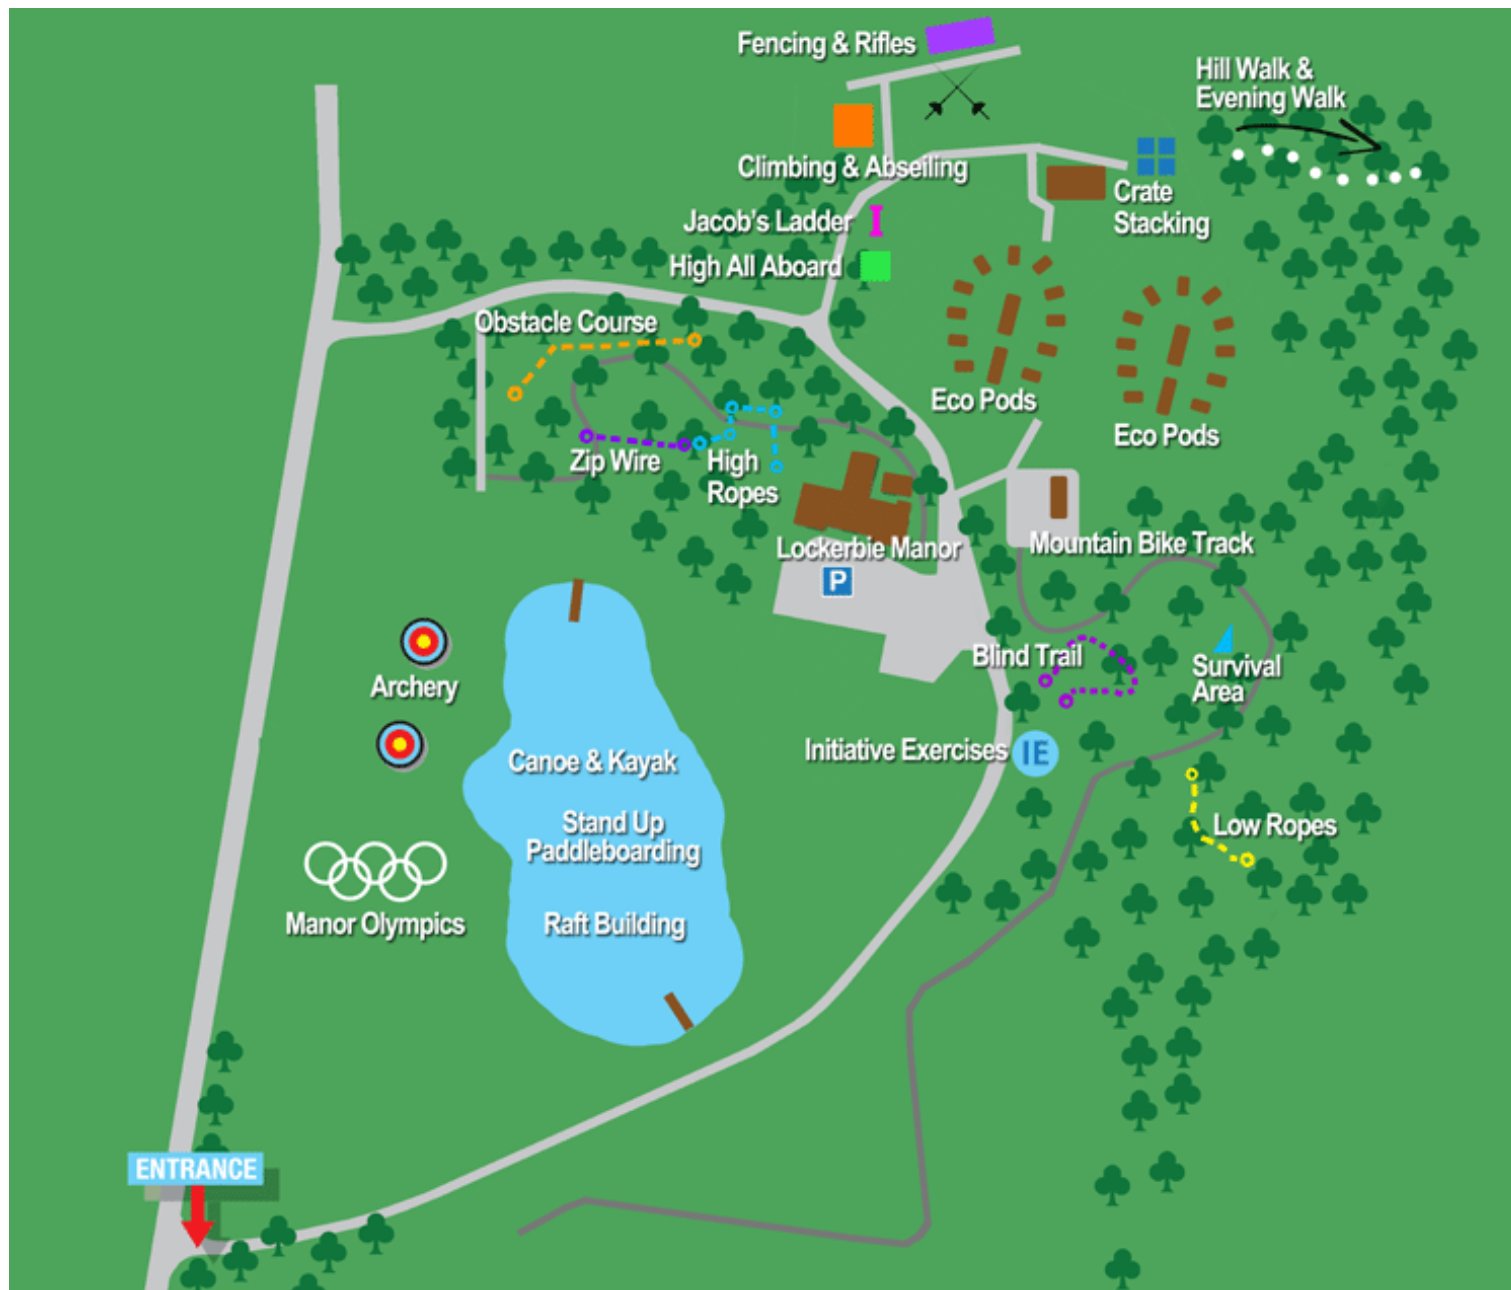 Fencing & Rifles
Hill Walk &
Evening Walk
Climbing & Abseiling
Crate
Stacking
Jacob's Ladder
High All Aboard
Obstacle Course
Eco Pods
Eco Pods
Zip Wire
High
Ropes
Lockerbie Manor
P
Mountain Bike Track
Blind Trail
Survival
Area
Archery
Initiative Exercises
IE
Canoe & Kayak
Stand Up
Paddleboarding
Raft Building
Low Ropes
Manor Olympics
ENTRANCE